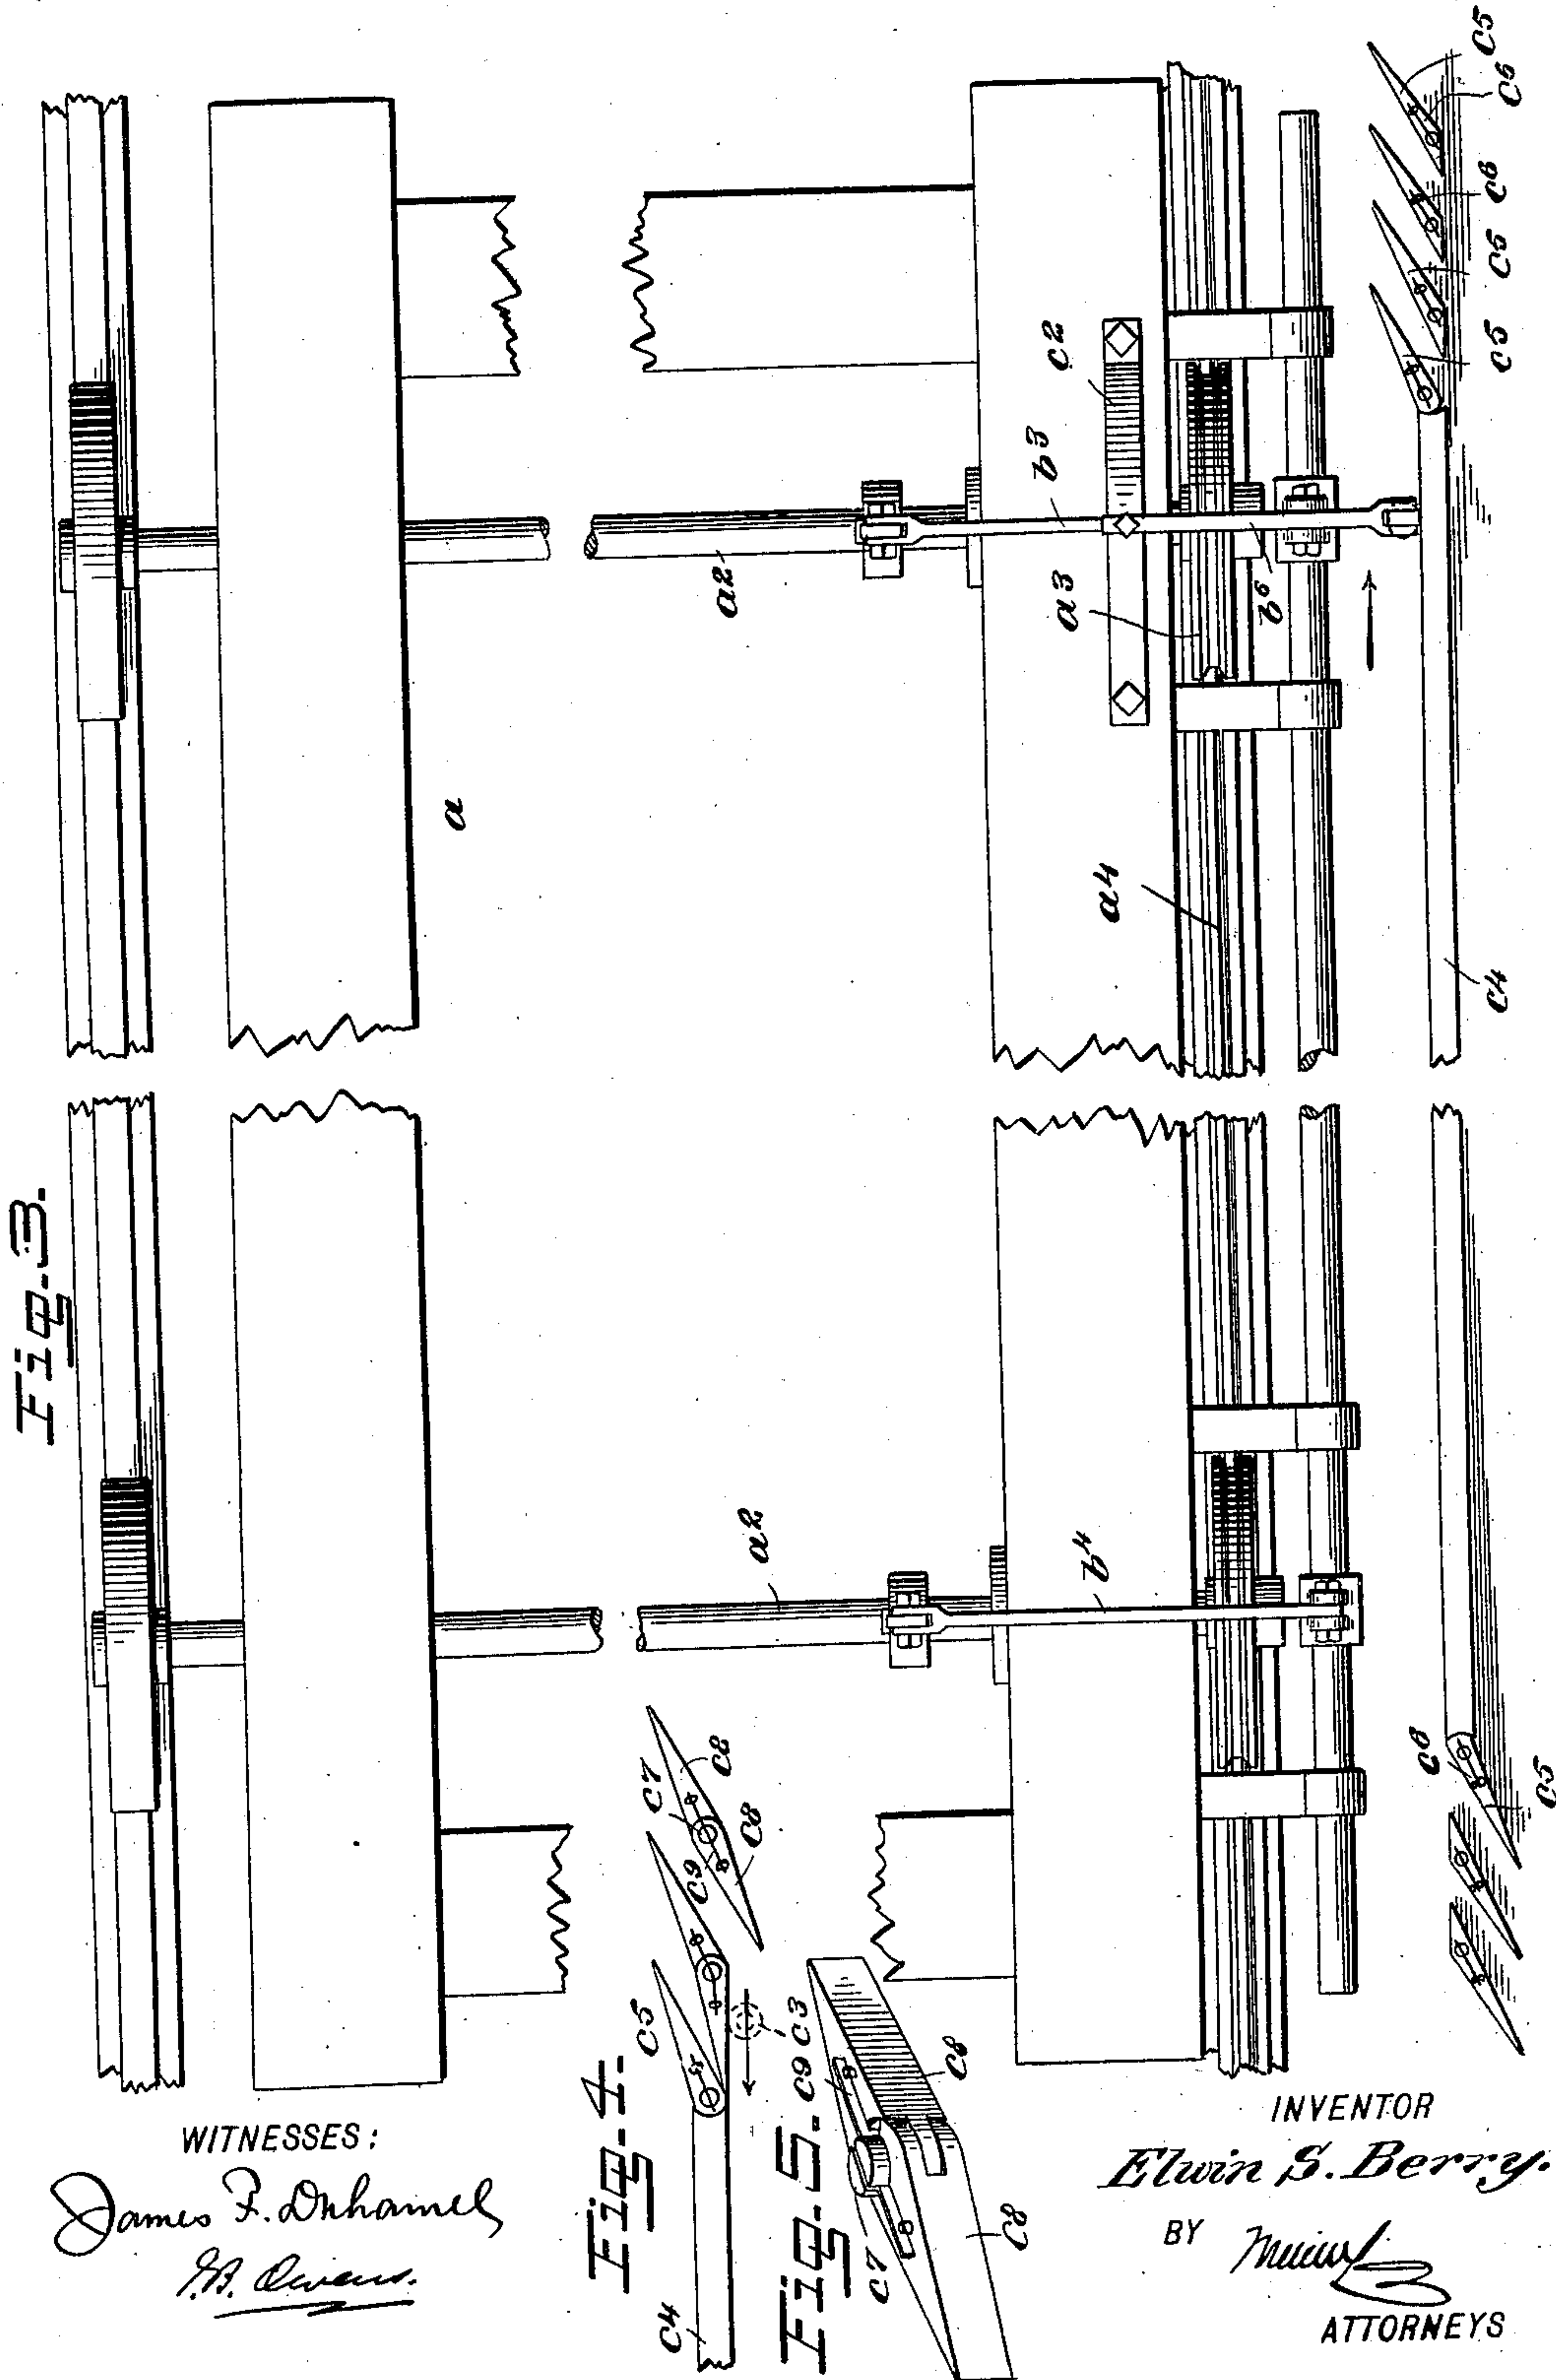 Fig. 3.
a
a2
b3
c2
a3
b6
a4
c4
c5
c6
c5
c6
c5
c5
a2
b4
c6
c5
Fig. 4.
c5
c7
c8
c9
c8
c3
c4
Fig. 5.
c9
c8
c7
c8
WITNESSES:
James F. Duhamel
INVENTOR
Elwin S. Berry.
BY Munn
ATTORNEYS